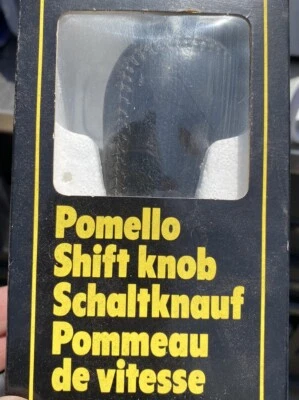 Pomello
Shift knob
Schaltknauf
Pommeau
de vitesse